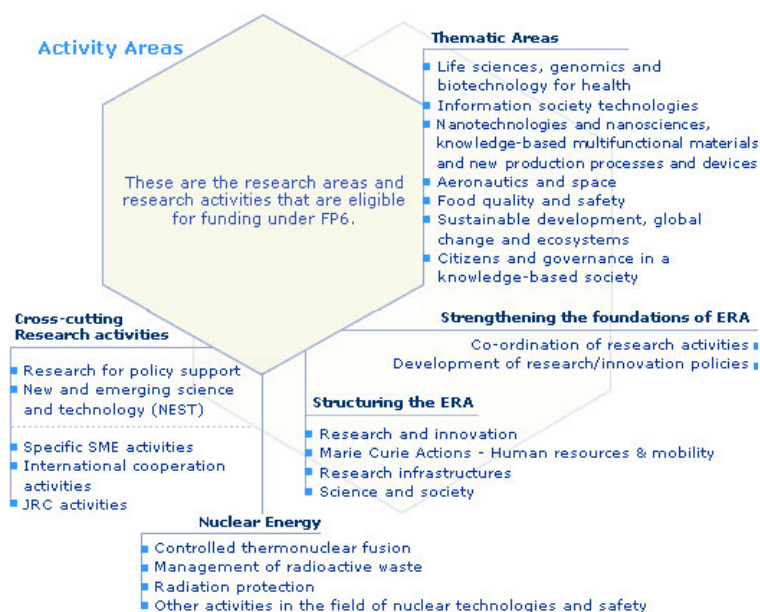 Activity Areas
These are the research areas and
research activities that are eligible
for funding under FP6.
Thematic Areas
Life sciences, genomics and
biotechnology for health
Information society technologies
Nanotechnologies and nanosciences,
knowledge-based multifunctional materials
and new production processes and devices
Aeronautics and space
Food quality and safety
Sustainable development, global
change and ecosystems
Citizens and governance in a
knowledge-based society
Cross-cutting
Research activities
Research for policy support
New and emerging science
and technology (NEST)
Specific SME activities
International cooperation
activities
JRC activities
Strengthening the foundations of ERA
Co-ordination of research activities
Development of research/innovation policies
Structuring the ERA
Research and innovation
Marie Curie Actions - Human resources & mobility
Research infrastructures
Science and society
Nuclear Energy
Controlled thermonuclear fusion
Management of radioactive waste
Radiation protection
Other activities in the field of nuclear technologies and safety